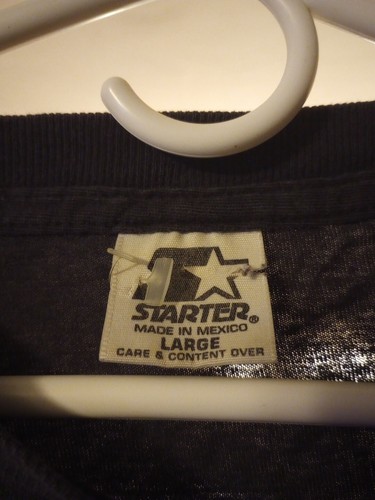 STARTER®
MADE IN MEXICO
LARGE
CARE & CONTENT OVER